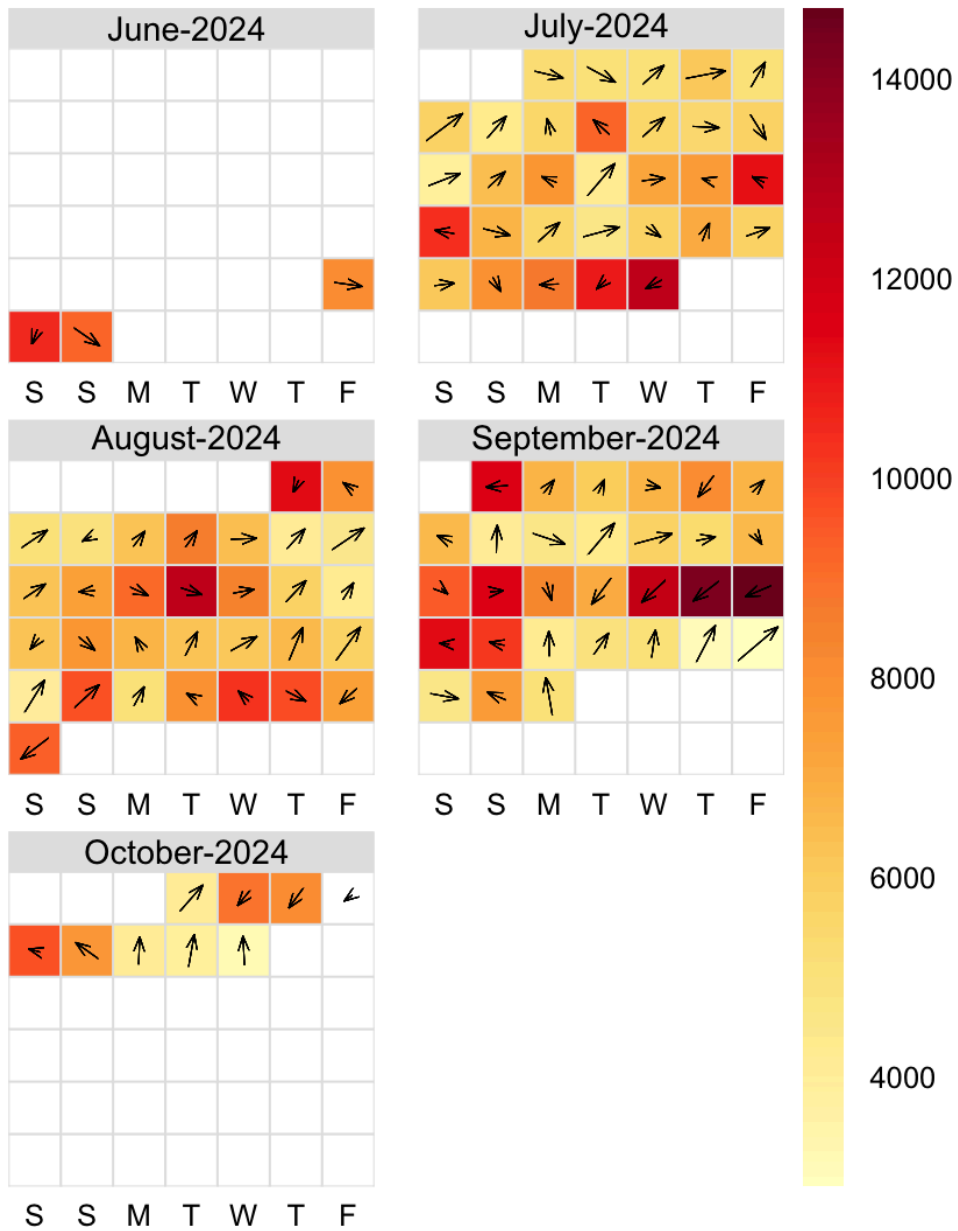 June-2024
July-2024
S S M T W T F
S S M T W T F
August-2024
September-2024
S S M T W T F
S S M T W T F
October-2024
S S M T W T F
14000
12000
10000
8000
6000
4000